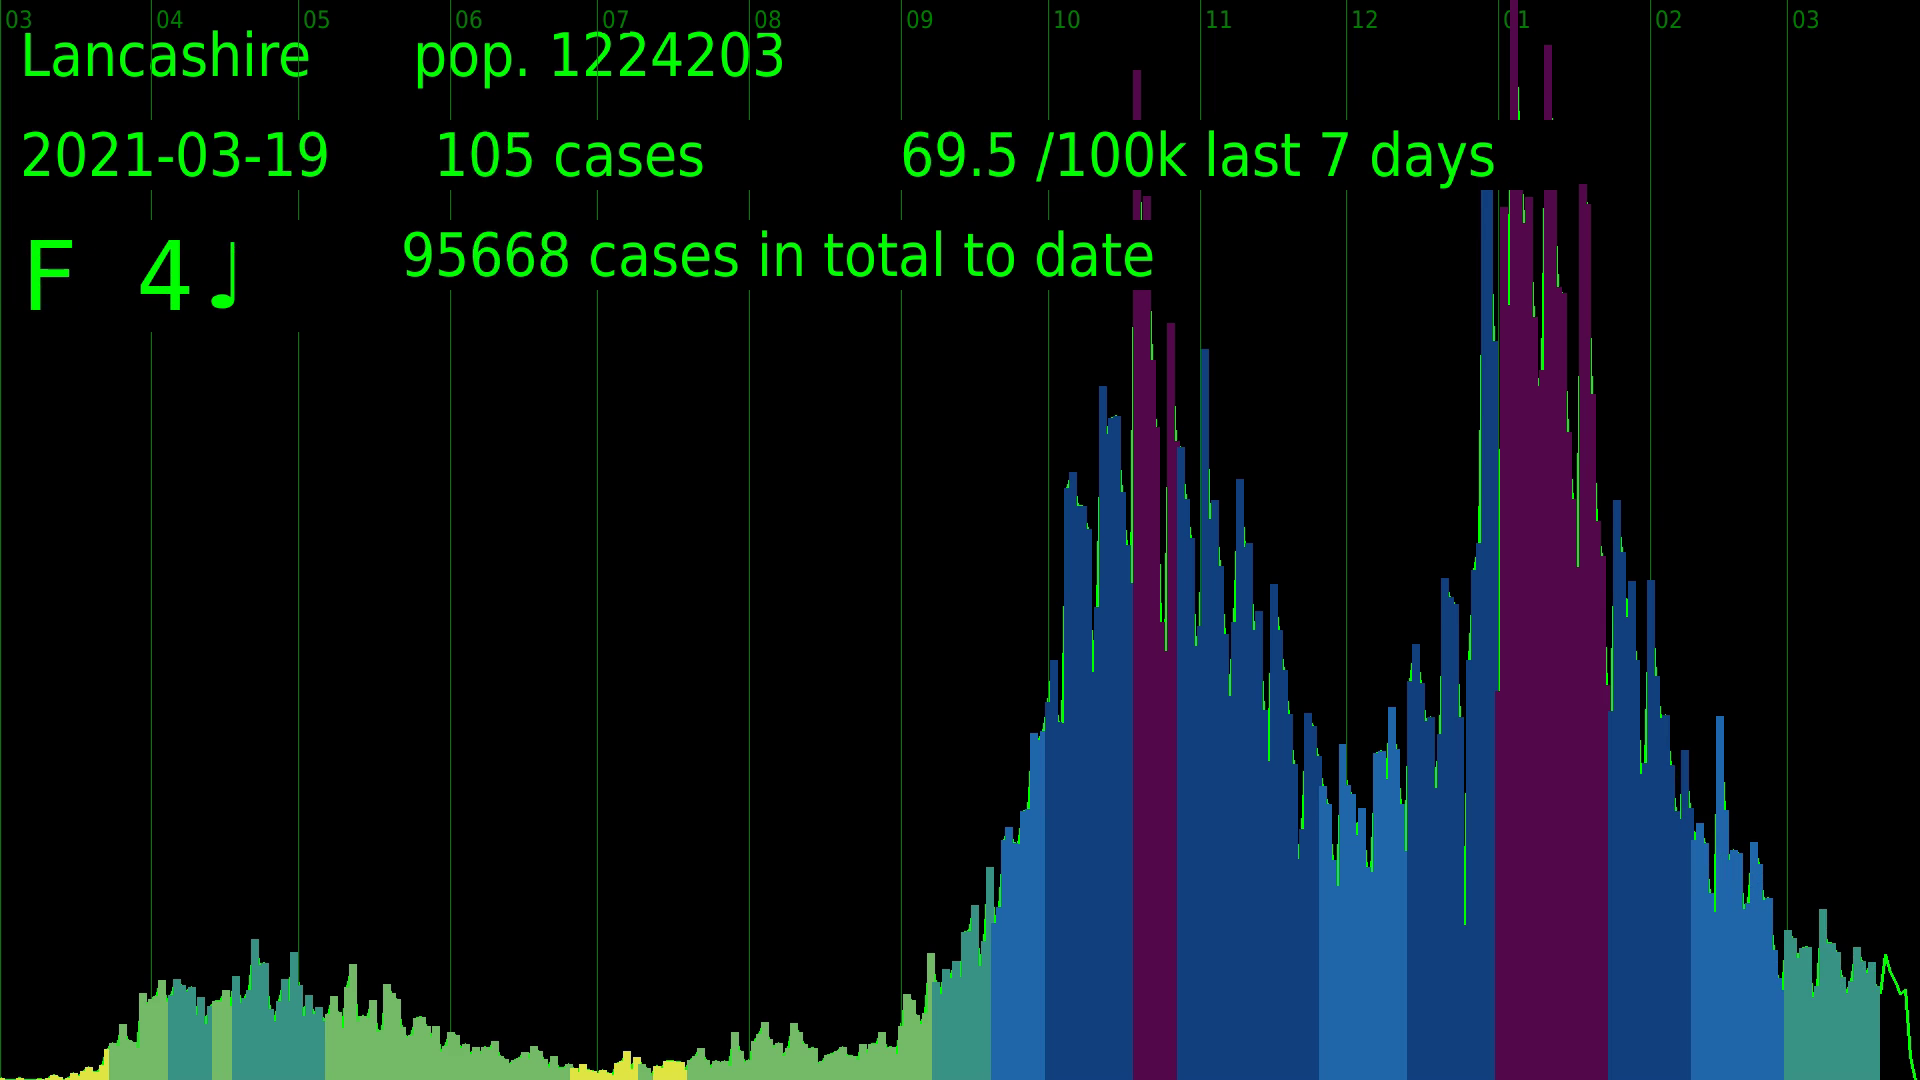 03 04 05 06 07 08 09 10 11 12 01 02 03
Lancashire pop. 1224203
2021-03-19 105 cases 69.5 /100k last 7 days
F 4♩ 95668 cases in total to date